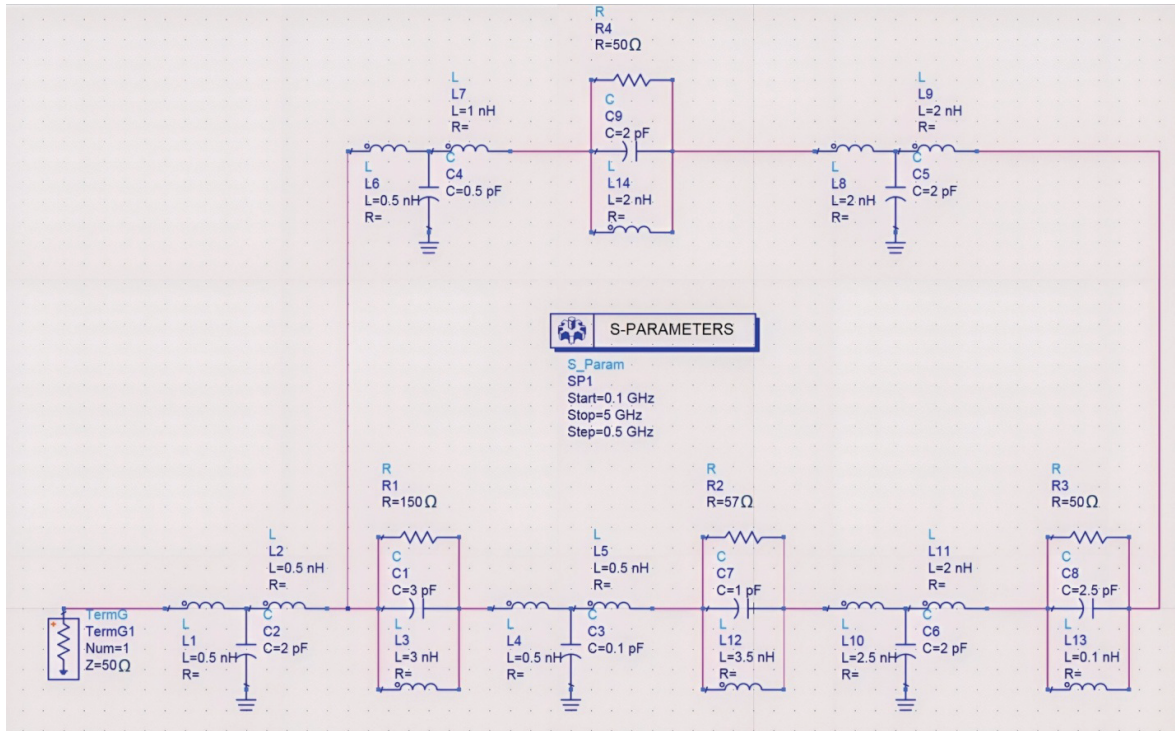 R
R4
R=50Ω
L
L7
L=1 nH
R=
C
C9
C=2 pF
L
L9
L=2 nH
R=
L
L6
L=0.5 nH
R=
C
C4
C=0.5 pF
L
L14
L=2 nH
R=
L
L8
L=2 nH
R=
C
C5
C=2 pF
S-PARAMETERS
S_Param
SP1
Start=0.1 GHz
Stop=5 GHz
Step=0.5 GHz
R
R1
R=150Ω
R
R2
R=57Ω
R
R3
R=50Ω
L
L2
L=0.5 nH
R=
C
C1
C=3 pF
L
L5
L=0.5 nH
R=
C
C7
C=1 pF
L
L11
L=2 nH
R=
C
C8
C=2.5 pF
TermG
TermG1
Num=1
Z=50Ω
L
L1
L=0.5 nH
R=
C
C2
C=2 pF
L
L3
L=3 nH
R=
L
L4
L=0.5 nH
R=
C
C3
C=0.1 pF
L
L12
L=3.5 nH
R=
L
L10
L=2.5 nH
R=
C
C6
C=2 pF
L
L13
L=0.1 nH
R=